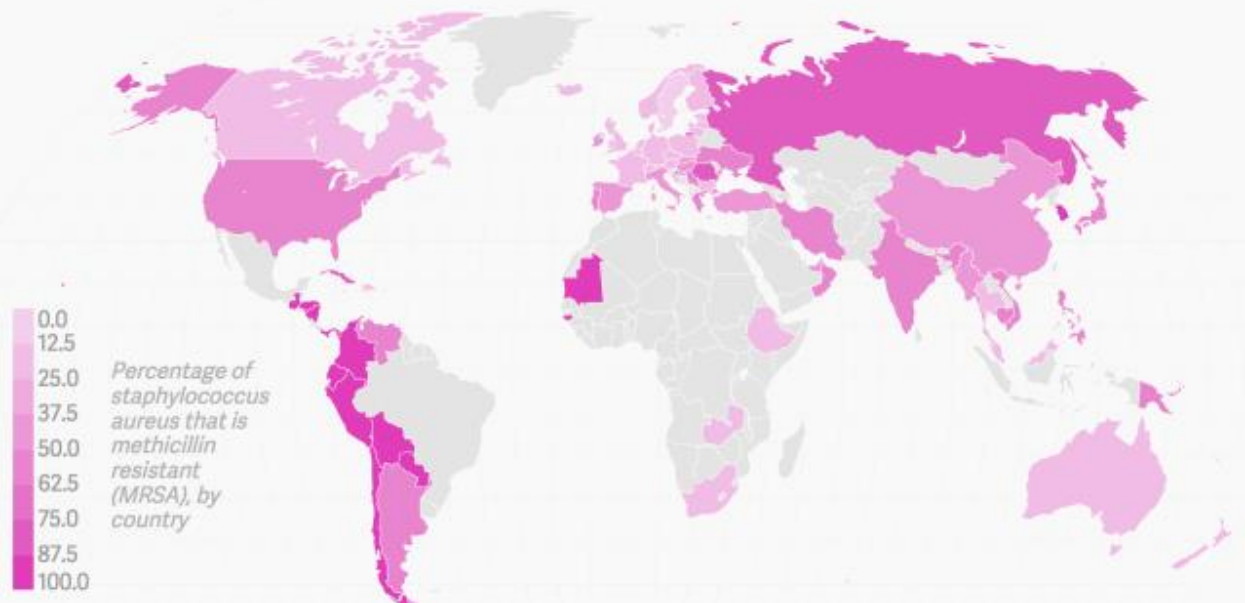 0.0
12.5
25.0
37.5
50.0
62.5
75.0
87.5
100.0
Percentage of
staphylococcus
aureus that is
methicillin
resistant
(MRSA), by
country